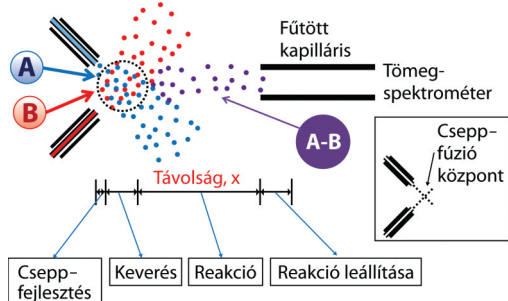 A
B
Fűtött
kapilláris
Tömeg-
spektrométer
A-B
Csepp-
fúzió
központ
Távolság, x
Csepp-
fejlesztés
Keverés
Reakció
Reakció leállítása